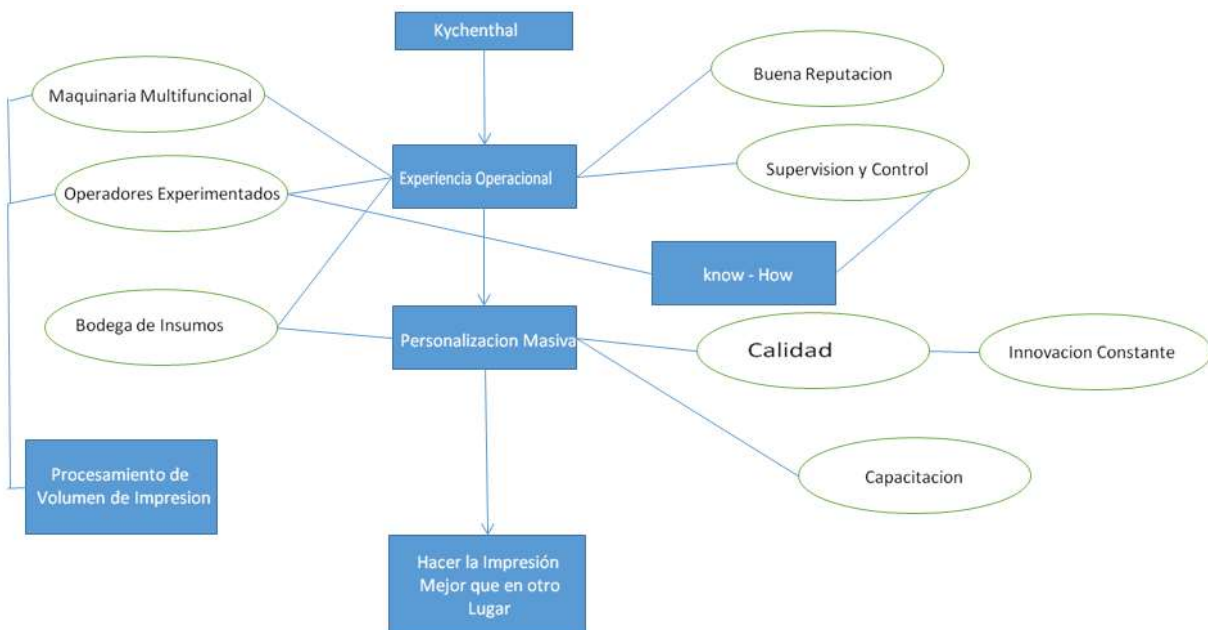 Kychenthal
Maquinaria Multifuncional
Buena Reputacion
Operadores Experimentados
Experiencia Operacional
Supervision y Control
know - How
Bodega de Insumos
Personalizacion Masiva
Calidad
Innovacion Constante
Procesamiento de
Volumen de Impresion
Capacitacion
Hacer la Impresión
Mejor que en otro
Lugar